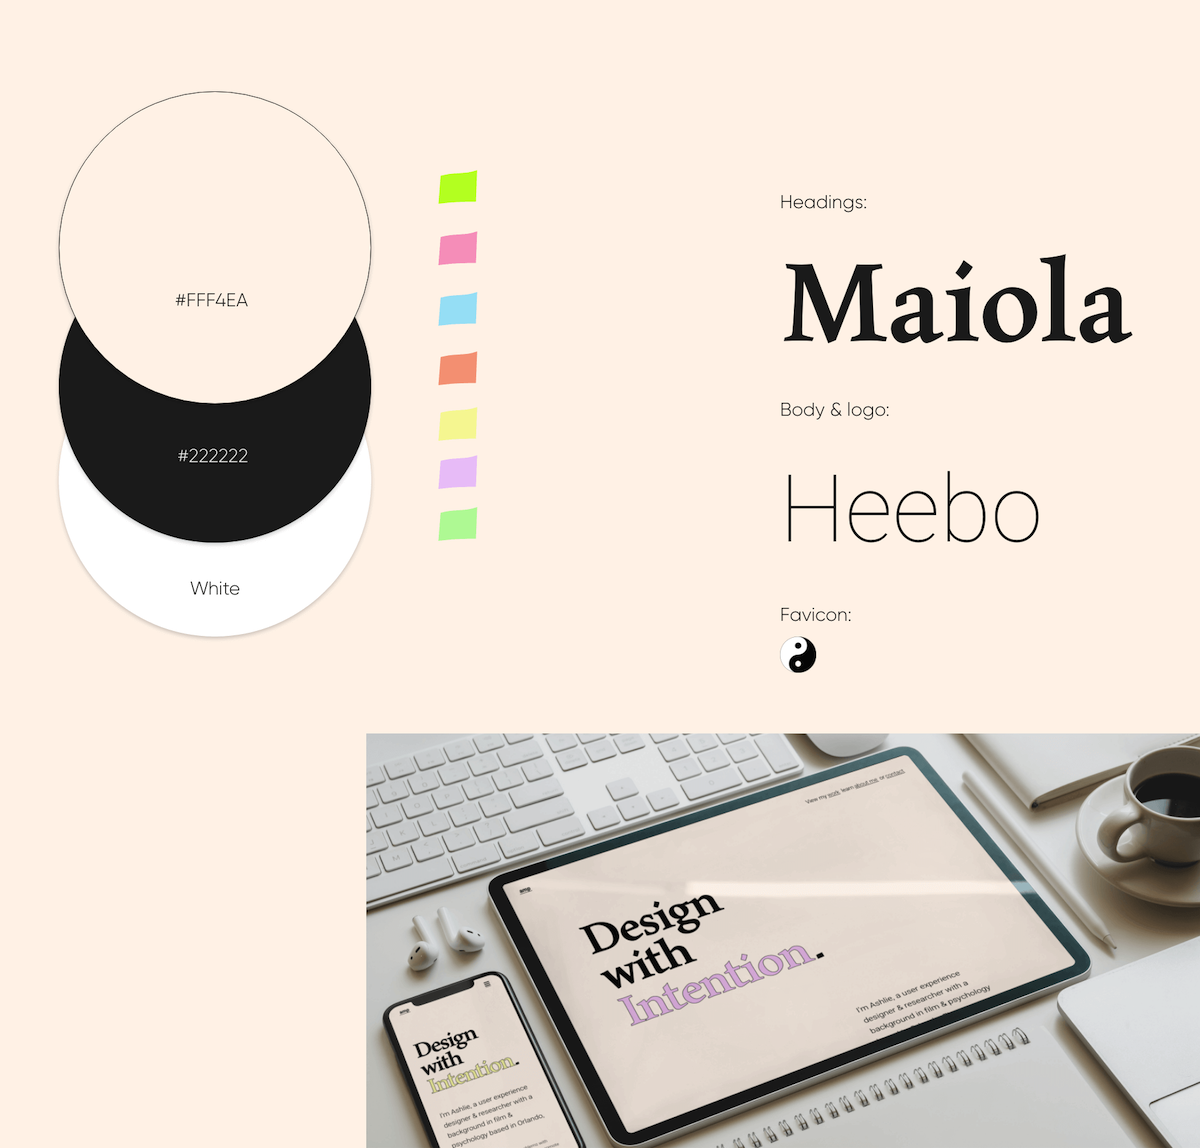 #FFF4EA
#222222
White
Headings:
Maiola
Body & logo:
Heebo
Favicon:
View my work, learn about me, or contact
Design
with
Intention.
I'm Ashlie, a user experience
designer & researcher with a
background in film & psychology
Design
with
Intention.
I'm Ashlie, a user experience
designer & researcher with a
background in film &
psychology based in Orlando,